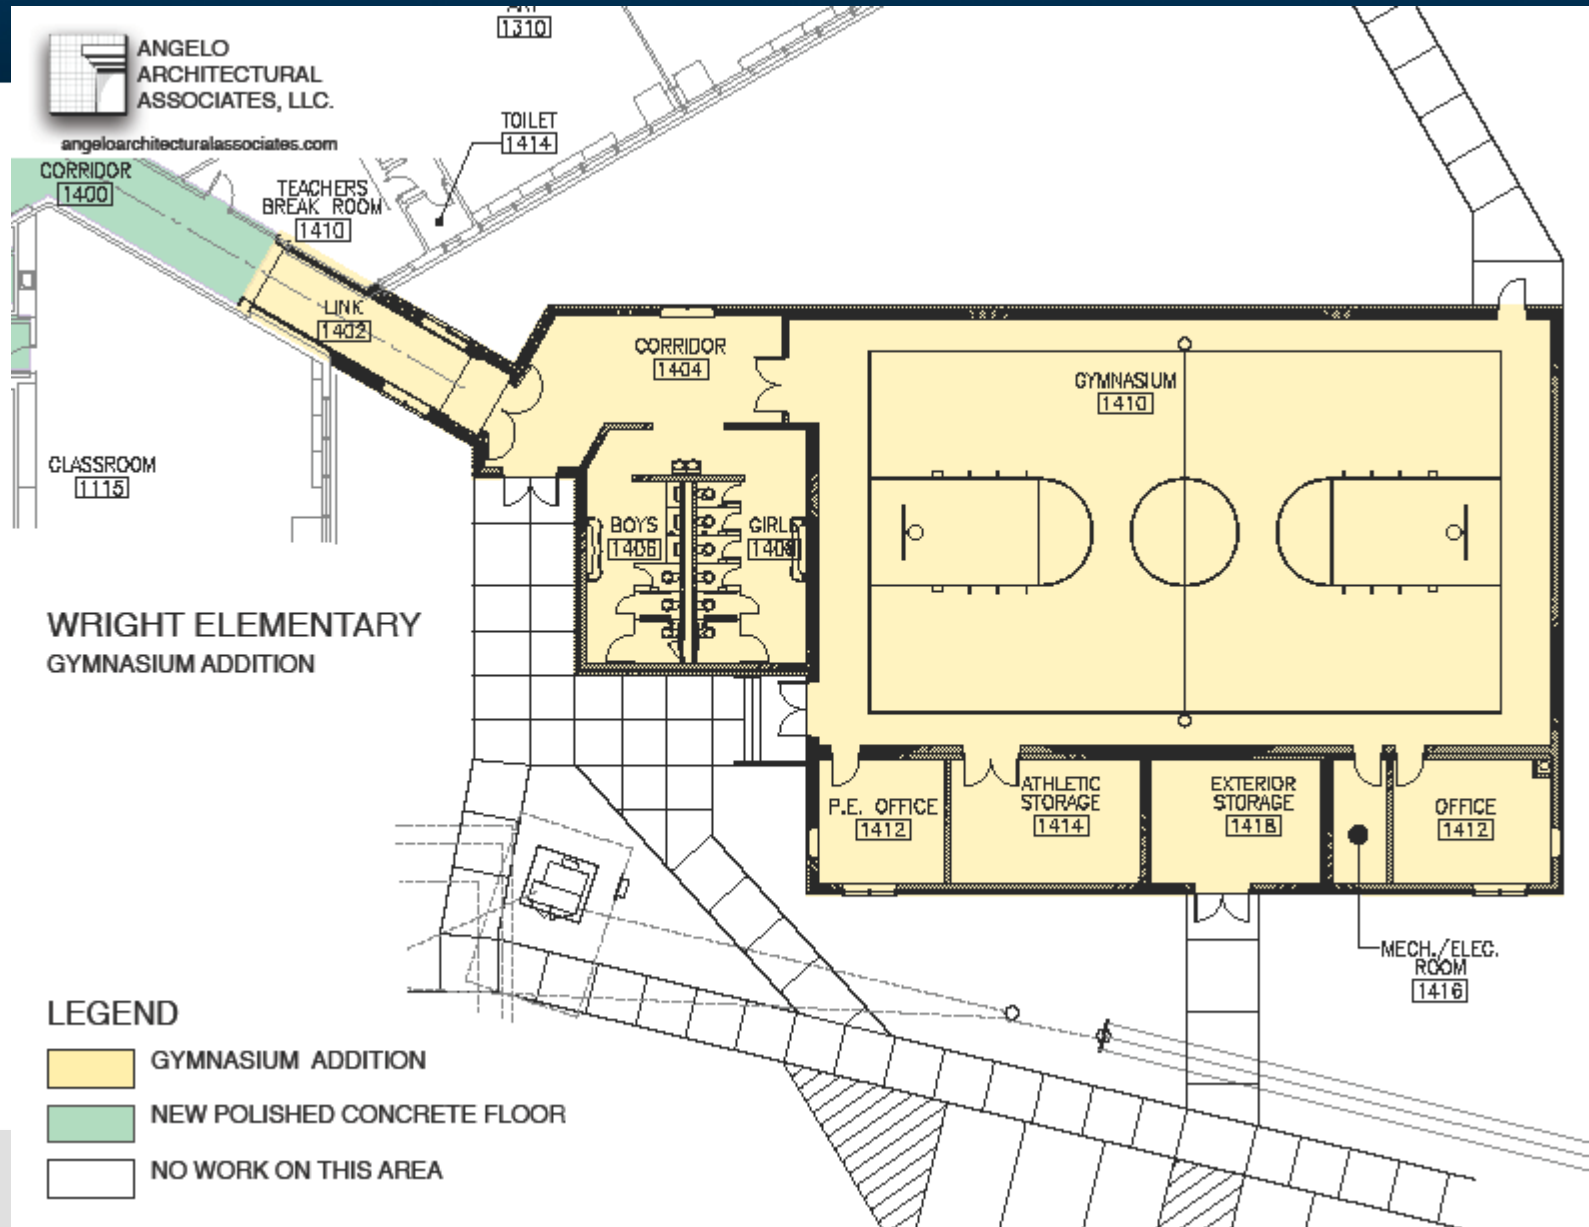 1310
ANGELO
ARCHITECTURAL
ASSOCIATES, LLC.
angeloarchitecturalassociates.com
TOILET
1414
CORRIDOR
1400
TEACHERS
BREAK ROOM
1410
LINK
1402
CORRIDOR
1404
GYMNASIUM
1410
CLASSROOM
1115
BOYS
1406
GIRLS
WRIGHT ELEMENTARY
GYMNASIUM ADDITION
P.E. OFFICE
1412
ATHLETIC
STORAGE
1414
EXTERIOR
STORAGE
1418
OFFICE
1412
MECH./ELEC.
ROOM
1416
LEGEND
GYMNASIUM ADDITION
NEW POLISHED CONCRETE FLOOR
NO WORK ON THIS AREA